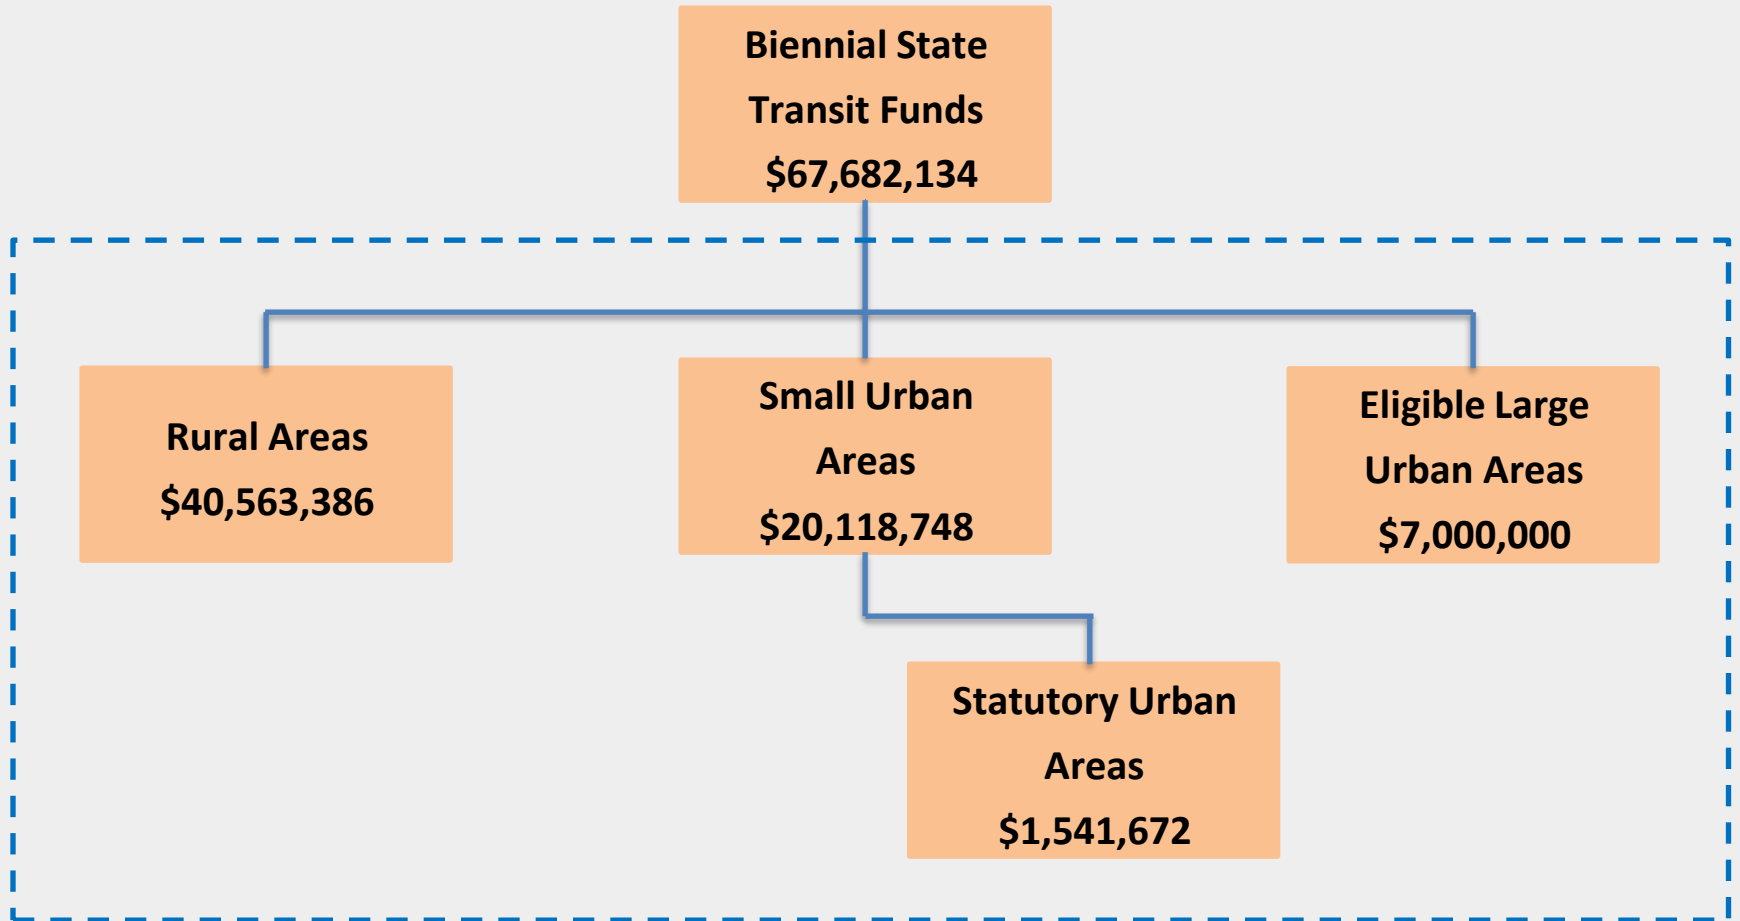 Biennial State
Transit Funds
$67,682,134
Rural Areas
$40,563,386
Small Urban
Areas
$20,118,748
Eligible Large
Urban Areas
$7,000,000
Statutory Urban
Areas
$1,541,672